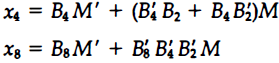 x₄ = B₄M′ + (B₄′B₂ + B₄B₂′)M
x₈ = B₈M′ + B₈′B₄′B₂′M